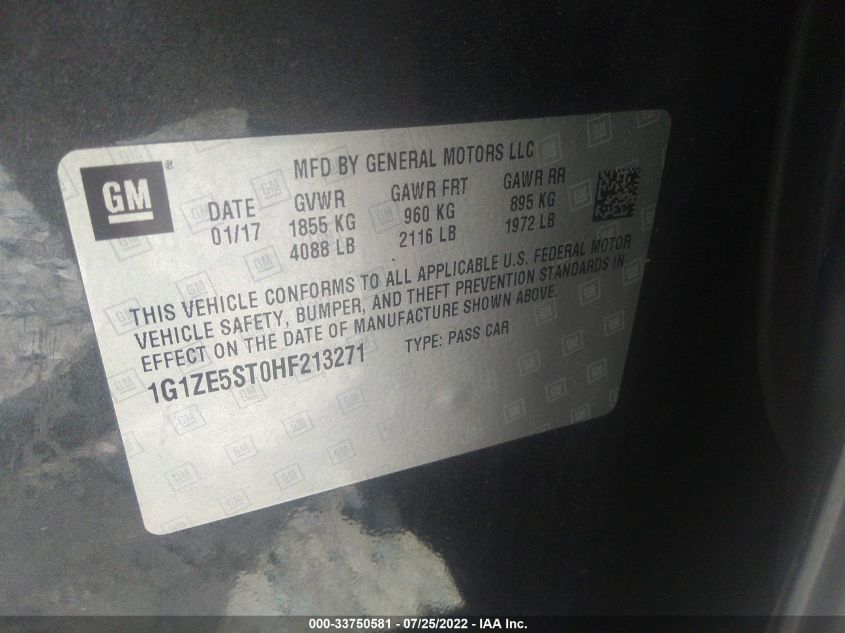 GM
MFD BY GENERAL MOTORS LLC
DATE GVWR GAWR FRT GAWR RR
01/17 1855 KG 960 KG 895 KG
4088 LB 2116 LB 1972 LB
THIS VEHICLE CONFORMS TO ALL APPLICABLE U.S. FEDERAL MOTOR
VEHICLE SAFETY, BUMPER, AND THEFT PREVENTION STANDARDS IN
EFFECT ON THE DATE OF MANUFACTURE SHOWN ABOVE.
1G1ZE5ST0HF213271 TYPE: PASS CAR
000-33750581 - 07/25/2022 - IAA Inc.